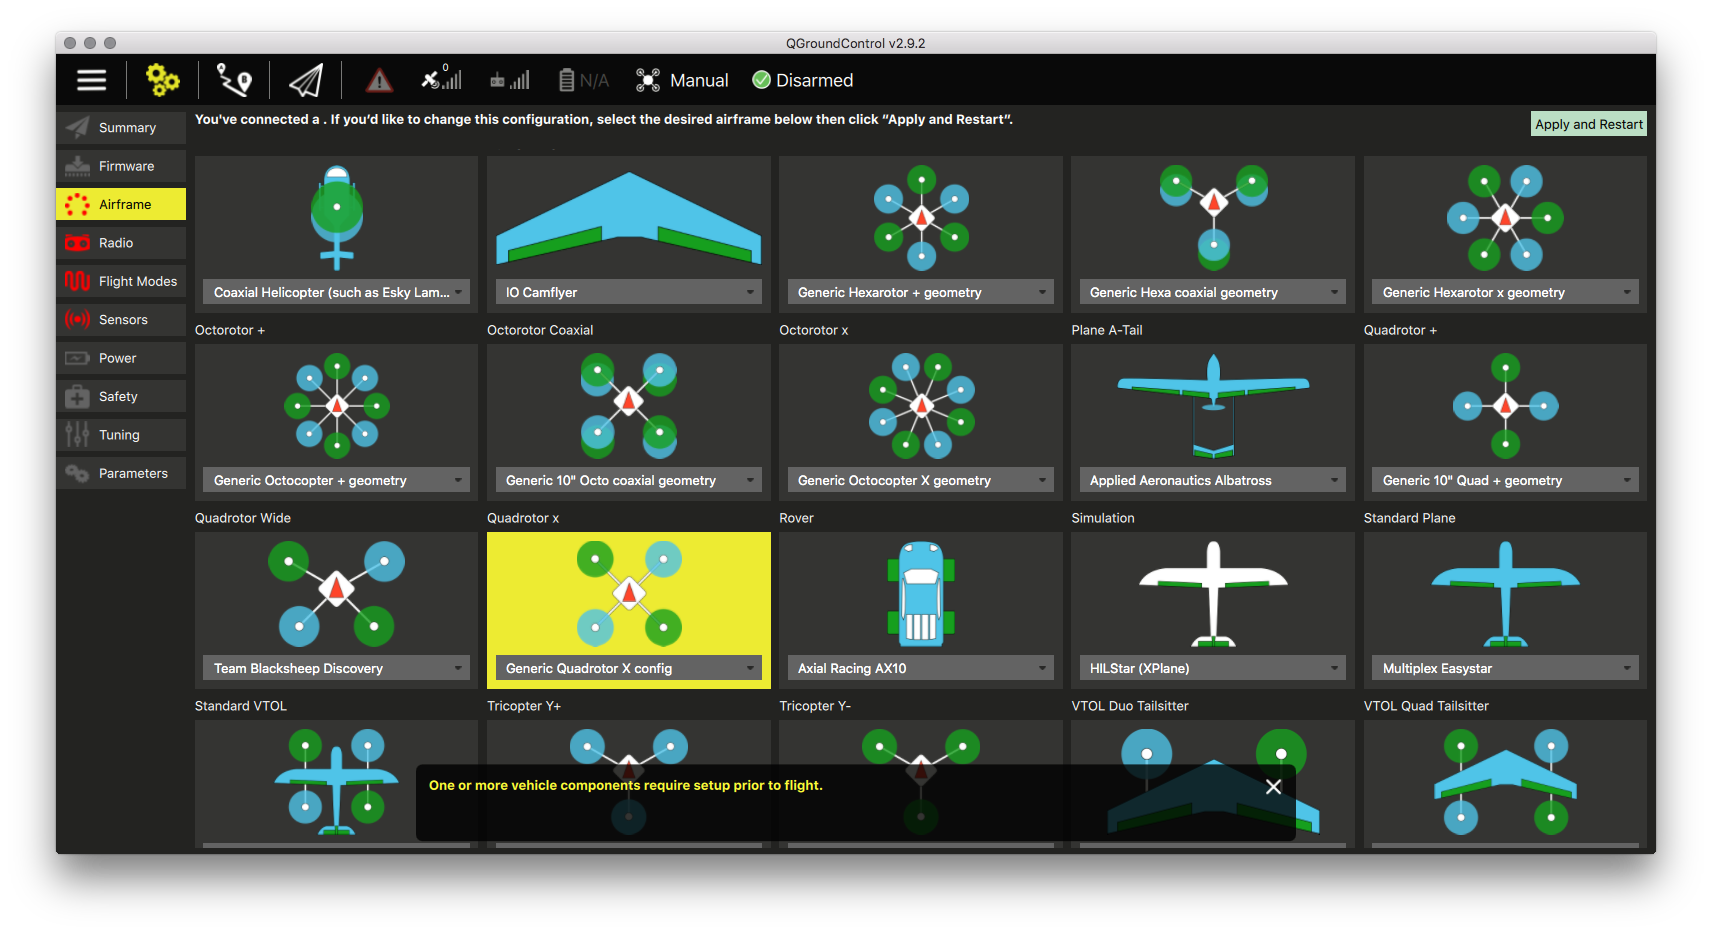 QGroundControl v2.9.2
0
N/A
Manual
Disarmed
Summary
Firmware
Airframe
Radio
Flight Modes
Sensors
Power
Safety
Tuning
Parameters
You've connected a . If you’d like to change this configuration, select the desired airframe below then click “Apply and Restart”.
Apply and Restart
Coaxial Helicopter (such as Esky Lam...
IO Camflyer
Generic Hexarotor + geometry
Generic Hexa coaxial geometry
Generic Hexarotor x geometry
Octorotor +
Octorotor Coaxial
Octorotor x
Plane A-Tail
Quadrotor +
Generic Octocopter + geometry
Generic 10" Octo coaxial geometry
Generic Octocopter X geometry
Applied Aeronautics Albatross
Generic 10" Quad + geometry
Quadrotor Wide
Quadrotor x
Rover
Simulation
Standard Plane
Team Blacksheep Discovery
Generic Quadrotor X config
Axial Racing AX10
HILStar (XPlane)
Multiplex Easystar
Standard VTOL
Tricopter Y+
Tricopter Y-
VTOL Duo Tailsitter
VTOL Quad Tailsitter
One or more vehicle components require setup prior to flight.